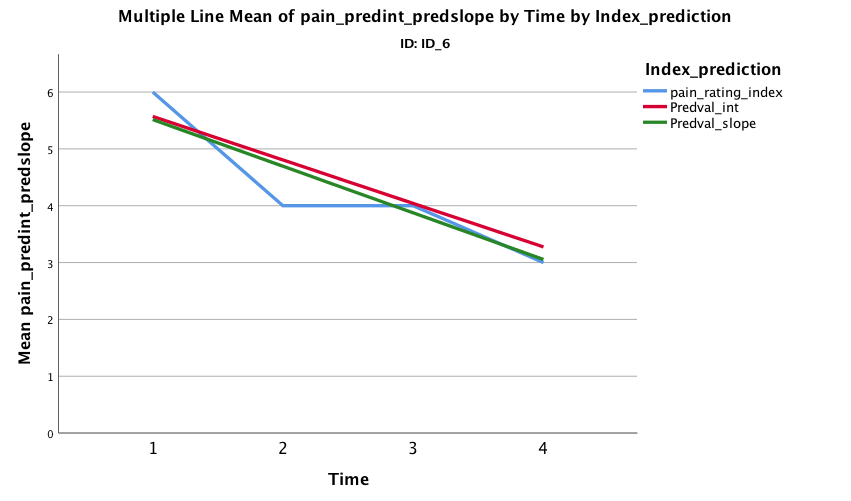 Multiple Line Mean of pain_predint_predslope by Time by Index_prediction
ID: ID_6
Index_prediction
pain_rating_index
Predval_int
Predval_slope
Mean pain_predint_predslope
6
5
4
3
2
1
0
1 2 3 4
Time